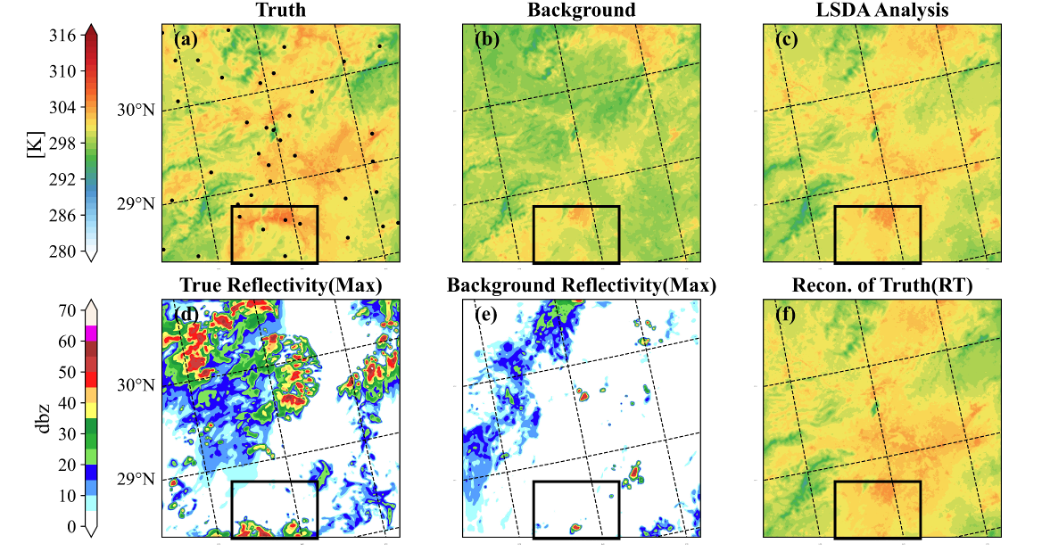 Truth Background LSDA Analysis
316 (a) (b) (c)
310
304 30°N
[K] 298
292
286 29°N
280
True Reflectivity(Max) Background Reflectivity(Max) Recon. of Truth(RT)
70 (d) (e) (f)
60
50
40 30°N
dbz 30
20
10 29°N
0